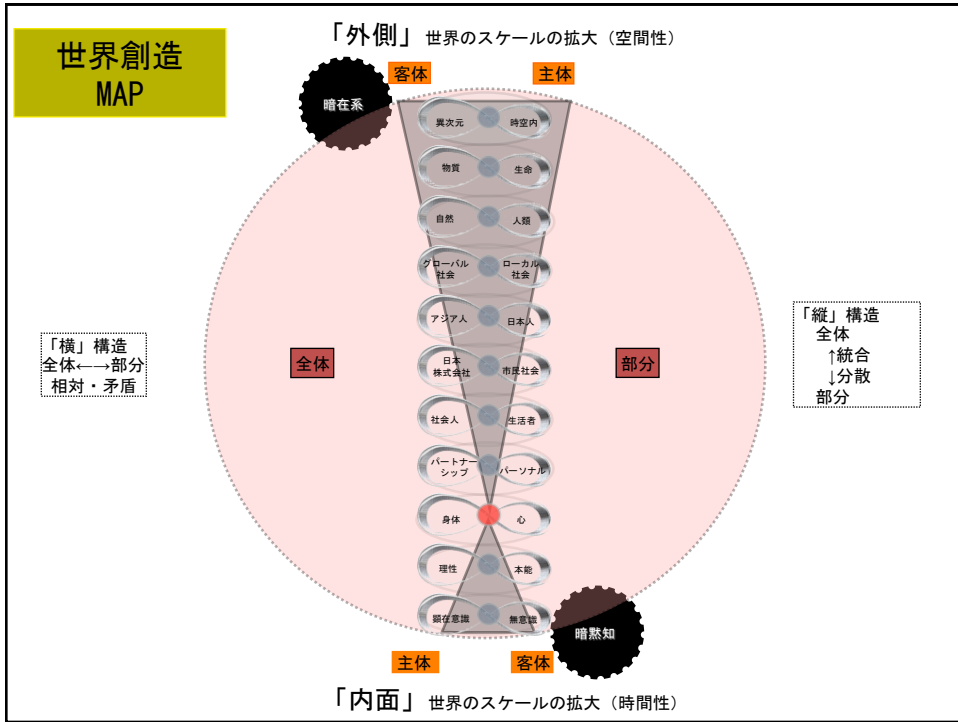 世界創造
MAP
「外側」世界のスケールの拡大（空間性）
客体
主体
暗在系
異次元
時空内
物質
生命
自然
人類
グローバル
社会
ローカル
社会
アジア人
日本人
「横」構造
全体←→部分
相対・矛盾
全体
日本
株式会社
市民社会
部分
「縦」構造
全体
↑統合
↓分散
部分
社会人
生活者
パートナー
シップ
パーソナル
身体
心
理性
本能
顕在意識
無意識
暗黙知
主体
客体
「内面」世界のスケールの拡大（時間性）